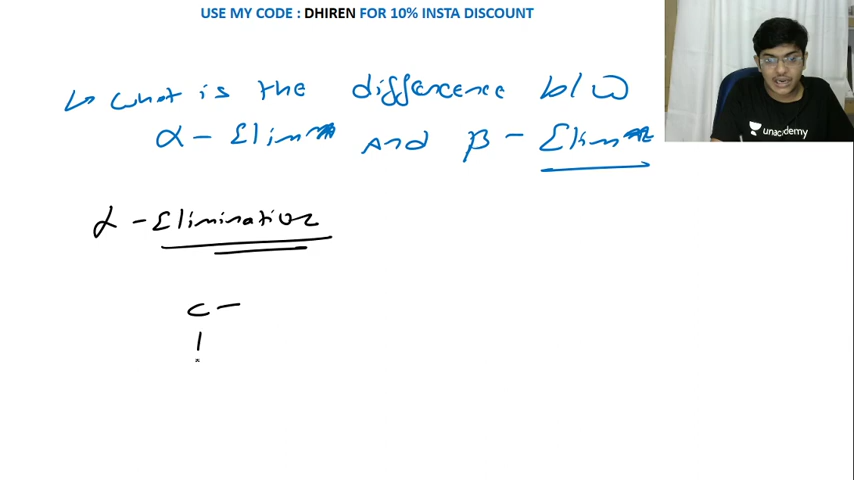 USE MY CODE : DHIREN FOR 10% INSTA DISCOUNT
↳ what is the difference b/w
α - Elimn and β - Elimn
unacademy
α - Elimination
C -
|